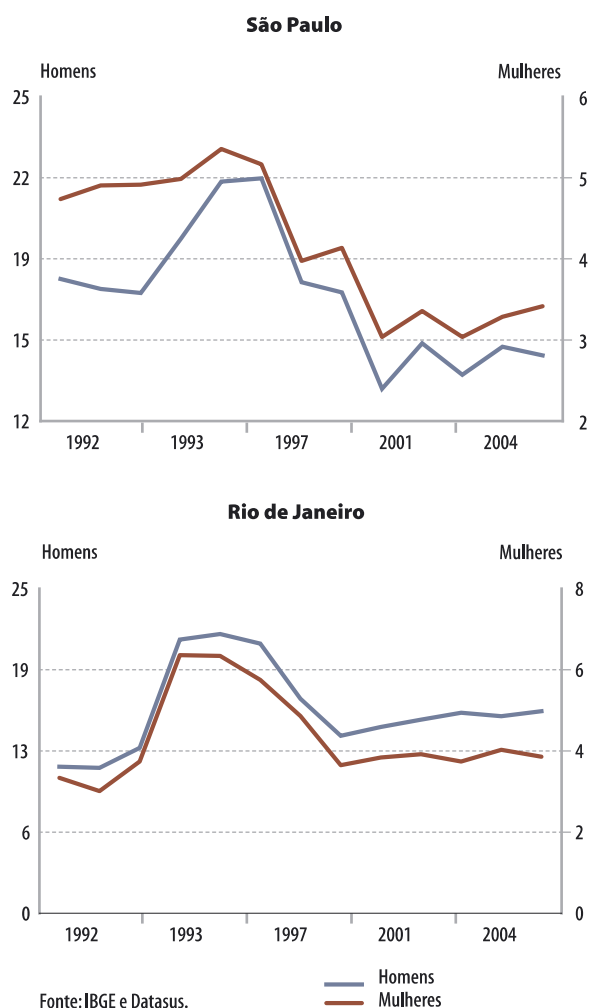 São Paulo
Homens Mulheres
25 6
22 5
19 4
15 3
12 2
1992 1993 1997 2001 2004
Rio de Janeiro
Homens Mulheres
25 8
19 6
13 4
6 2
0 0
1992 1993 1997 2001 2004
Homens
Fonte: IBGE e Datasus. Mulheres